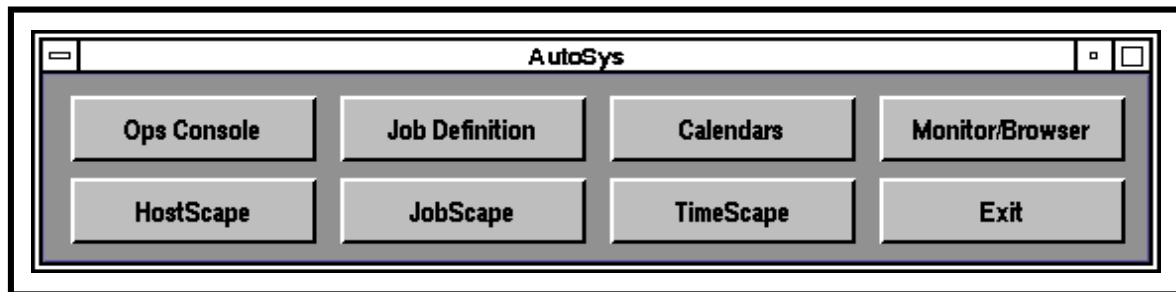 AutoSys
Ops Console Job Definition Calendars Monitor/Browser
HostScape JobScape TimeScape Exit